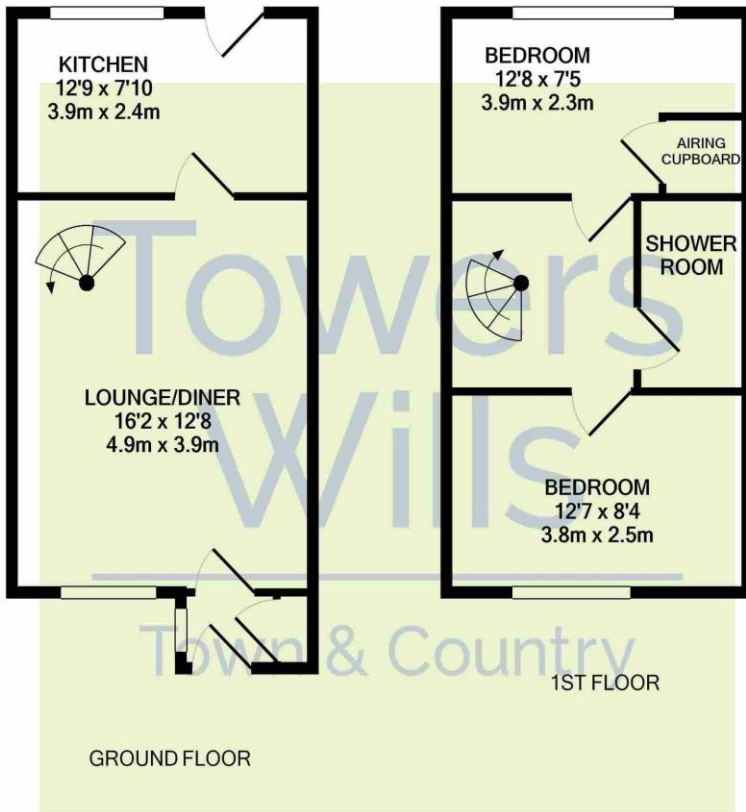 KITCHEN
12'9 x 7'10
3.9m x 2.4m
LOUNGE/DINER
16'2 x 12'8
4.9m x 3.9m
GROUND FLOOR
BEDROOM
12'8 x 7'5
3.9m x 2.3m
AIRING
CUPBOARD
SHOWER
ROOM
BEDROOM
12'7 x 8'4
3.8m x 2.5m
1ST FLOOR
Towers
Wills
Town & Country